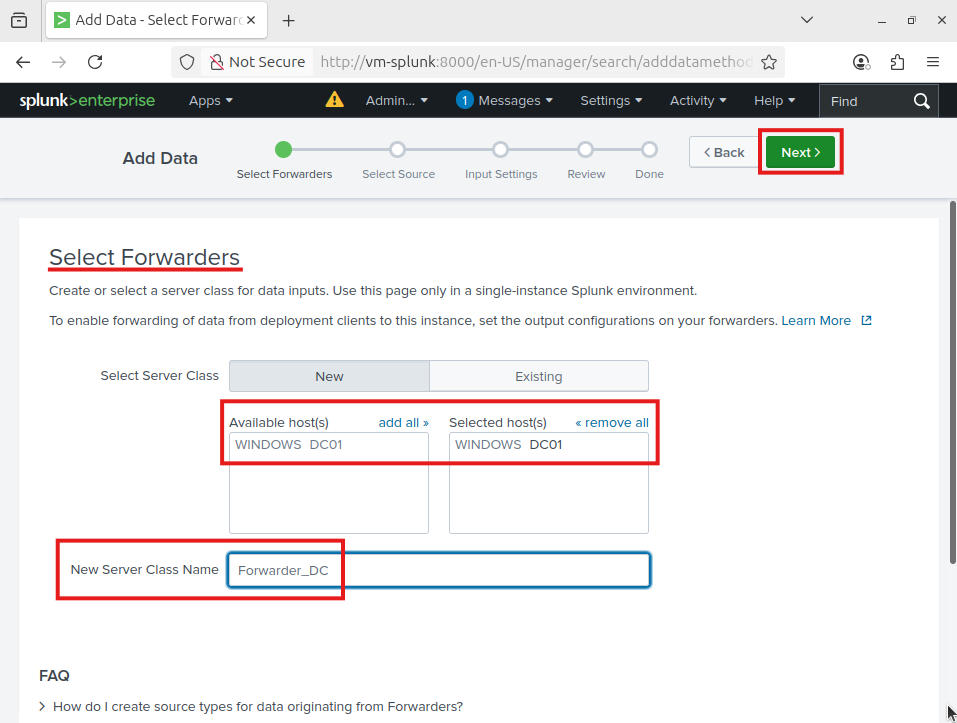 Add Data - Select Forward
Not Secure http://vm-splunk:8000/en-US/manager/search/adddatamethod
splunk>enterprise Apps Admin... 1 Messages Settings Activity Help Find
Add Data
Select Forwarders Select Source Input Settings Review Done
< Back Next >
Select Forwarders
Create or select a server class for data inputs. Use this page only in a single-instance Splunk environment.
To enable forwarding of data from deployment clients to this instance, set the output configurations on your forwarders. Learn More
Select Server Class New Existing
Available host(s) add all » Selected host(s) « remove all
WINDOWS DC01 WINDOWS DC01
New Server Class Name Forwarder_DC
FAQ
> How do I create source types for data originating from Forwarders?